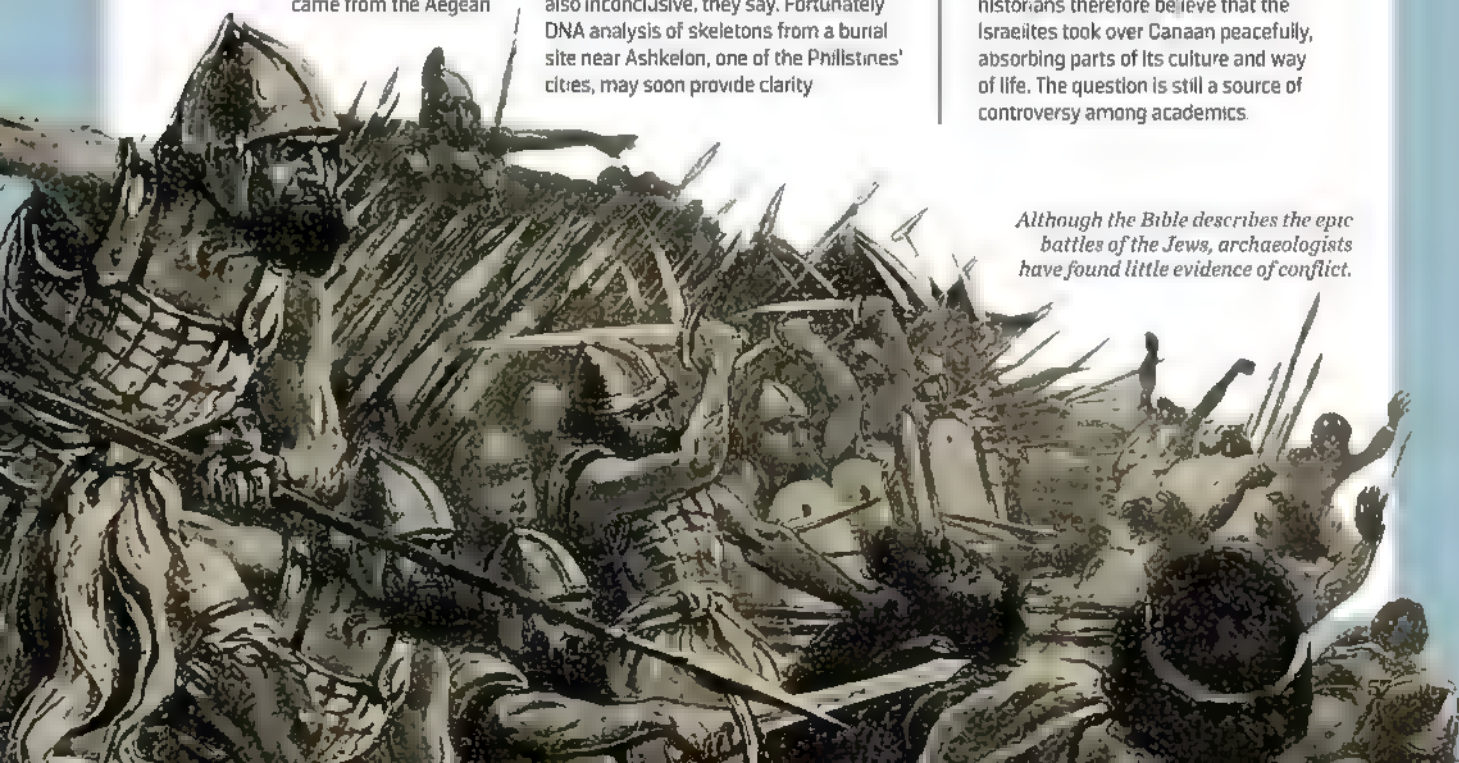 came from the Aegean
also inconclusive, they say. Fortunately
DNA analysis of skeletons from a burial
site near Ashkelon, one of the Philistines'
cities, may soon provide clarity
historians therefore believe that the
Israelites took over Canaan peacefully,
absorbing parts of its culture and way
of life. The question is still a source of
controversy among academics.
Although the Bible describes the epic
battles of the Jews, archaeologists
have found little evidence of conflict.